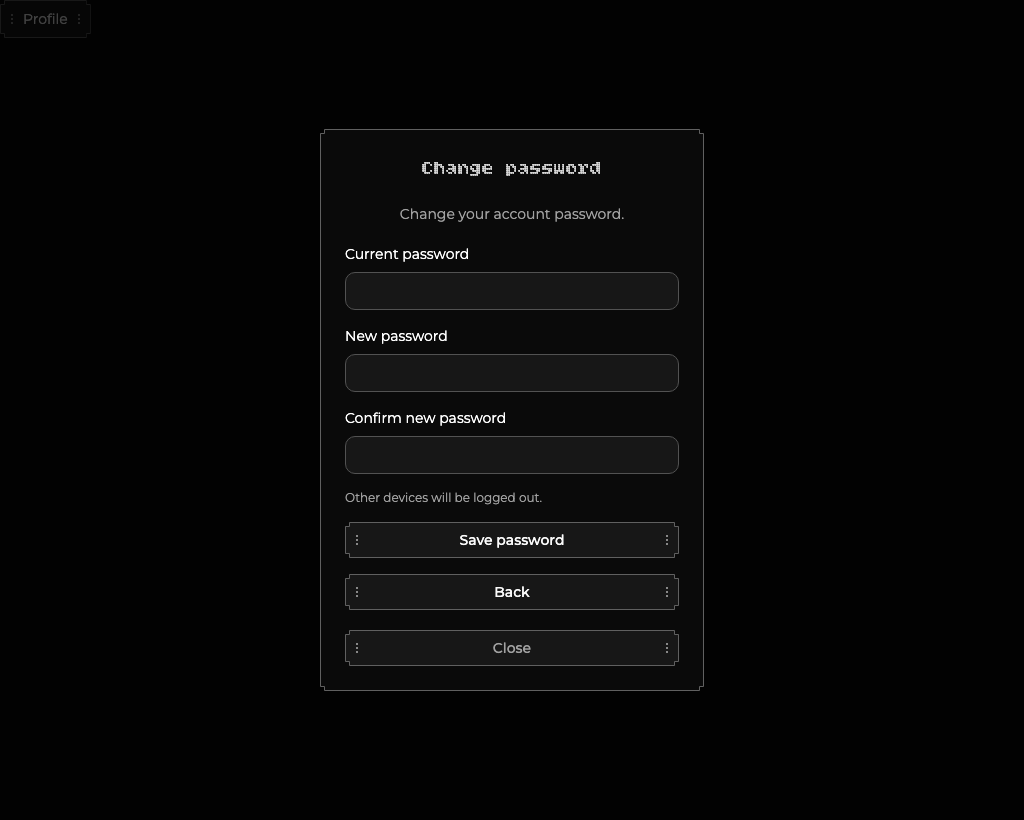 Profile
Change password
Change your account password.
Current password
New password
Confirm new password
Other devices will be logged out.
Save password
Back
Close